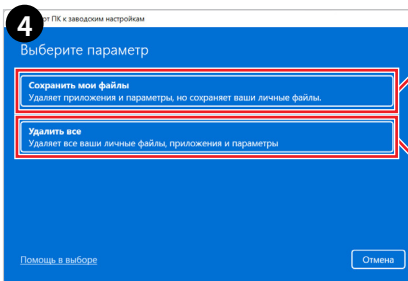 4
от ПК к заводским настройкам
Выберите параметр
Сохранить мои файлы
Удаляет приложения и параметры, но сохраняет ваши личные файлы.
Удалить все
Удаляет все ваши личные файлы, приложения и параметры
Помощь в выборе
Отмена